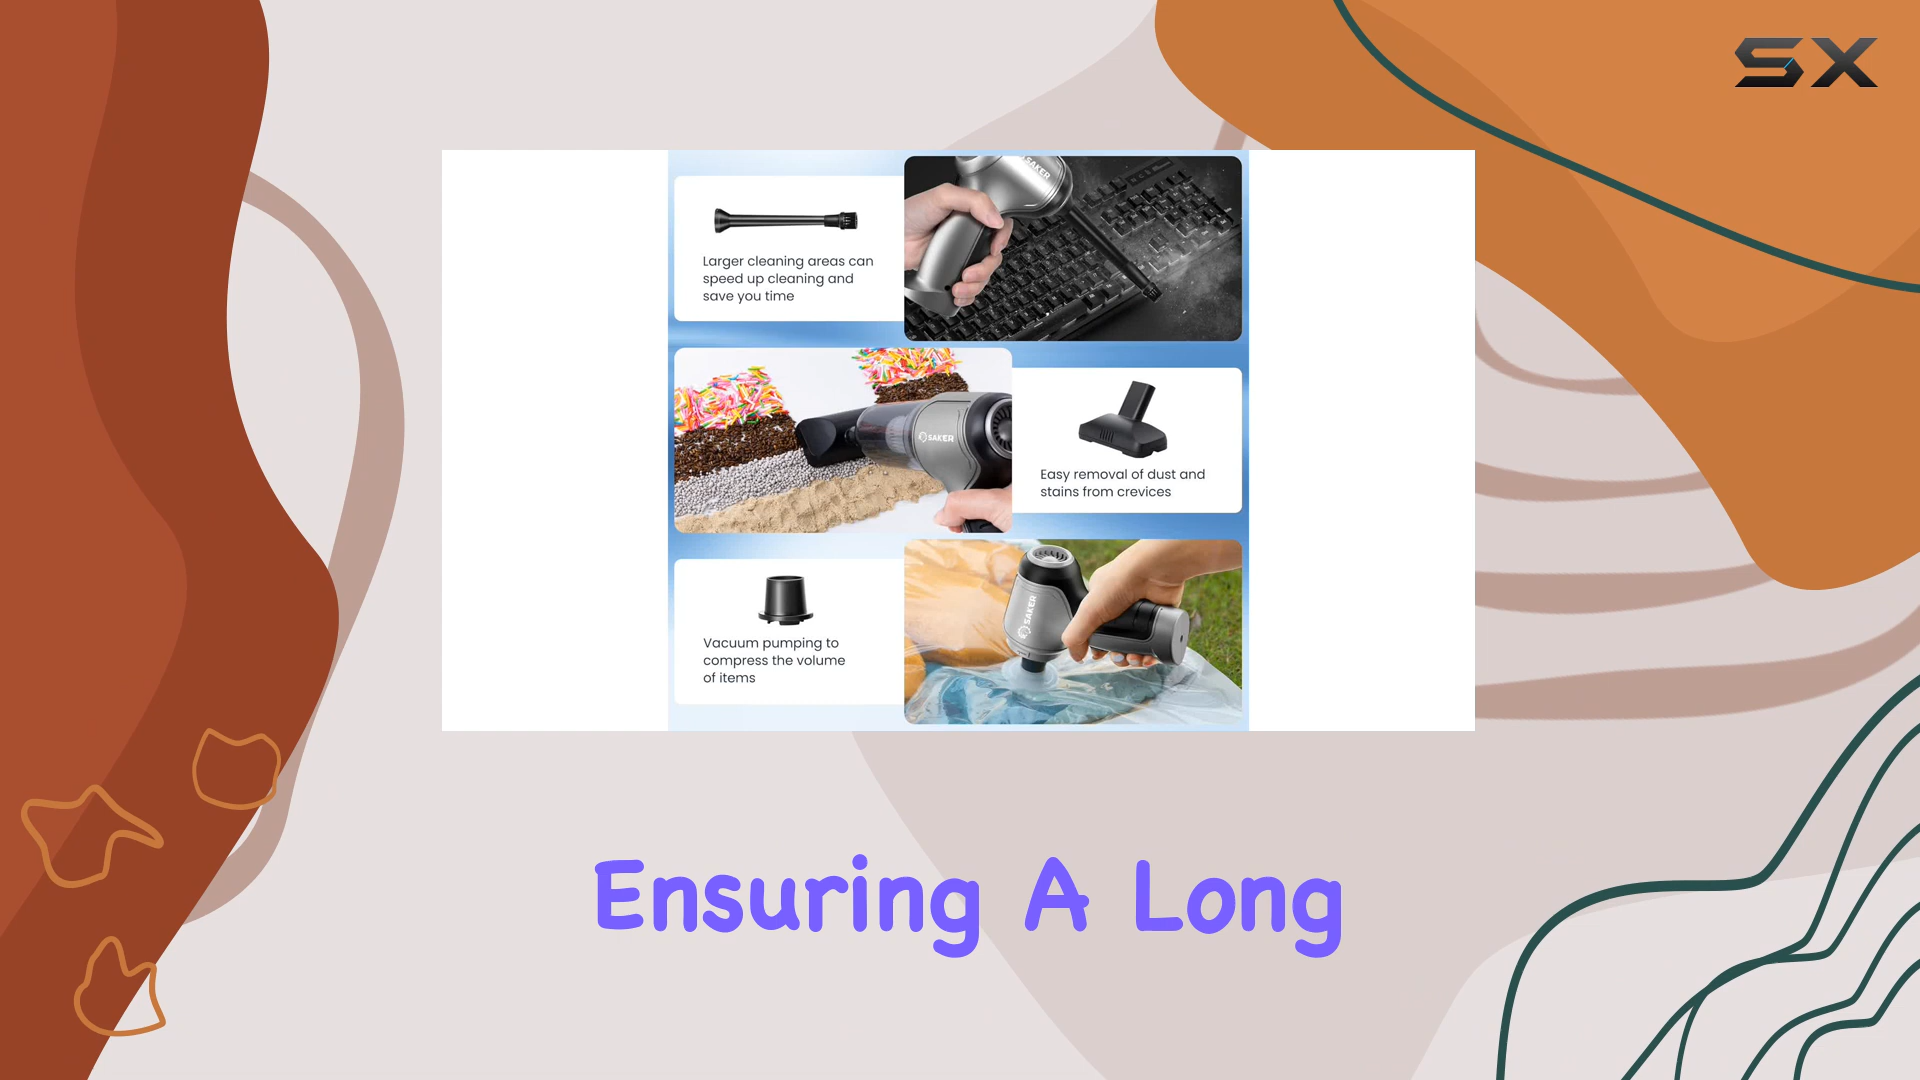 SX
SAKER
Larger cleaning areas can
speed up cleaning and
save you time
SAKER
Easy removal of dust and
stains from crevices
SAKER
Vacuum pumping to
compress the volume
of items
Ensuring A Long